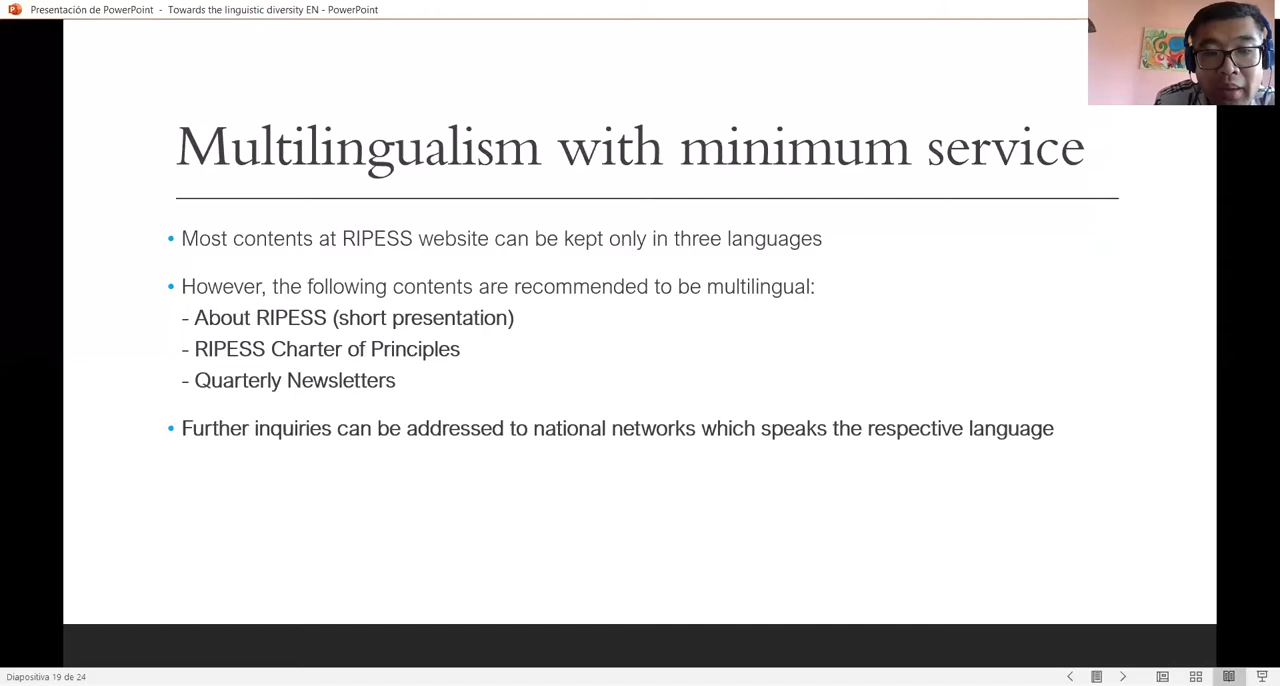 Presentación de PowerPoint - Towards the linguistic diversity EN - PowerPoint
Multilingualism with minimum service
• Most contents at RIPESS website can be kept only in three languages
• However, the following contents are recommended to be multilingual:
- About RIPESS (short presentation)
- RIPESS Charter of Principles
- Quarterly Newsletters
• Further inquiries can be addressed to national networks which speaks the respective language
Diapositiva 19 de 24